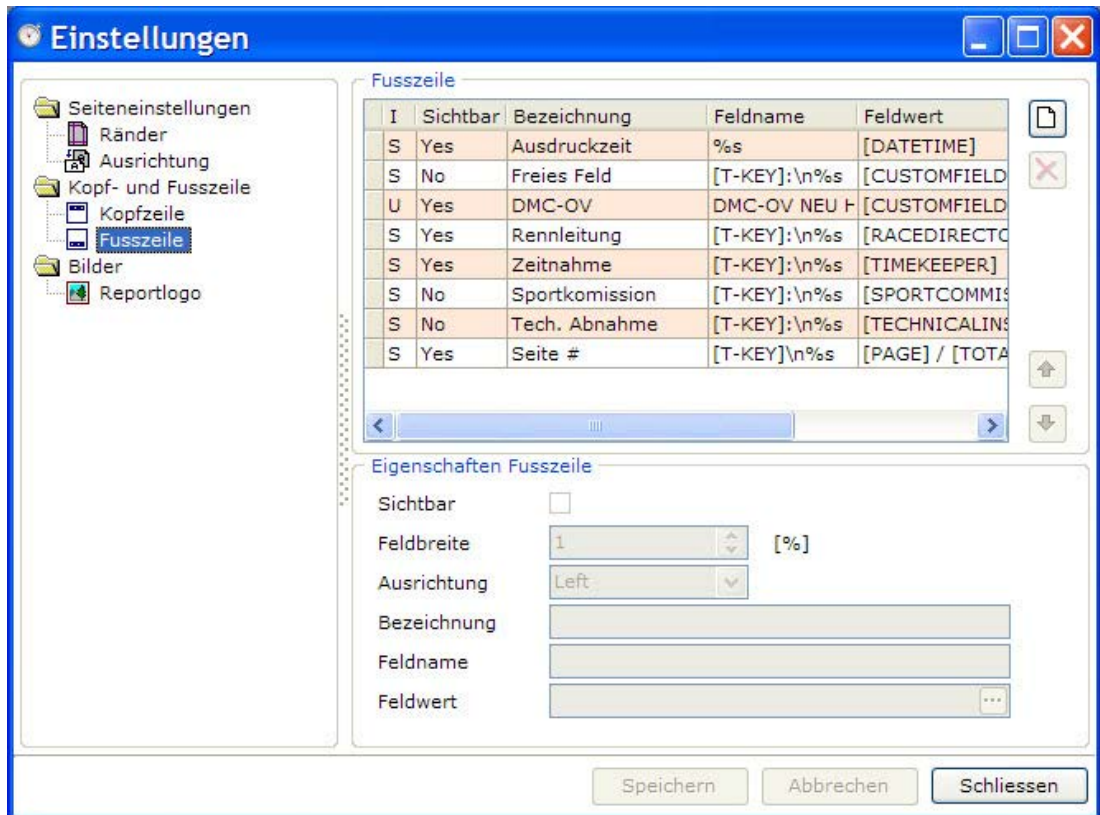 Einstellungen
Seiteneinstellungen
Ränder
Ausrichtung
Kopf- und Fusszeile
Kopfzeile
Fusszeile
Bilder
Reportlogo
Fusszeile
I Sichtbar Bezeichnung Feldname Feldwert
S Yes Ausdruckzeit %s [DATETIME]
S No Freies Feld [T-KEY]:\n%s [CUSTOMFIELD
U Yes DMC-OV DMC-OV NEU H [CUSTOMFIELD
S Yes Rennleitung [T-KEY]:\n%s [RACEDIRECTO
S Yes Zeitnahme [T-KEY]:\n%s [TIMEKEEPER]
S No Sportkomission [T-KEY]:\n%s [SPORTCOMMIS
S No Tech. Abnahme [T-KEY]:\n%s [TECHNICALINS
S Yes Seite # [T-KEY]\n%s [PAGE] / [TOTA
Eigenschaften Fusszeile
Sichtbar
Feldbreite 1 [%]
Ausrichtung Left
Bezeichnung
Feldname
Feldwert ...
Speichern Abbrechen Schliessen